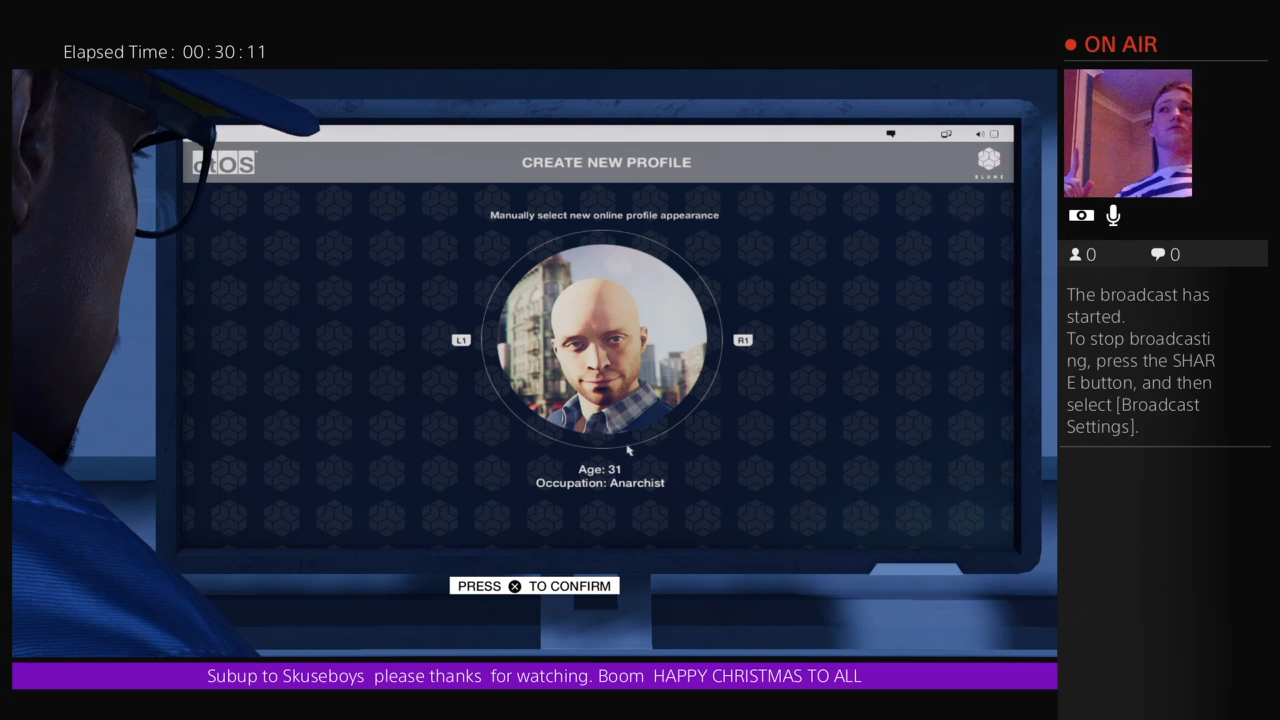 Elapsed Time: 00:30:11
ON AIR
ctOS
CREATE NEW PROFILE
BLUME
Manually select new online profile appearance
L1
R1
0
0
The broadcast has
started.
To stop broadcasti
ng, press the SHAR
E button, and then
select [Broadcast
Settings].
Age: 31
Occupation: Anarchist
PRESS TO CONFIRM
Subup to Skuseboys please thanks for watching. Boom HAPPY CHRISTMAS TO ALL